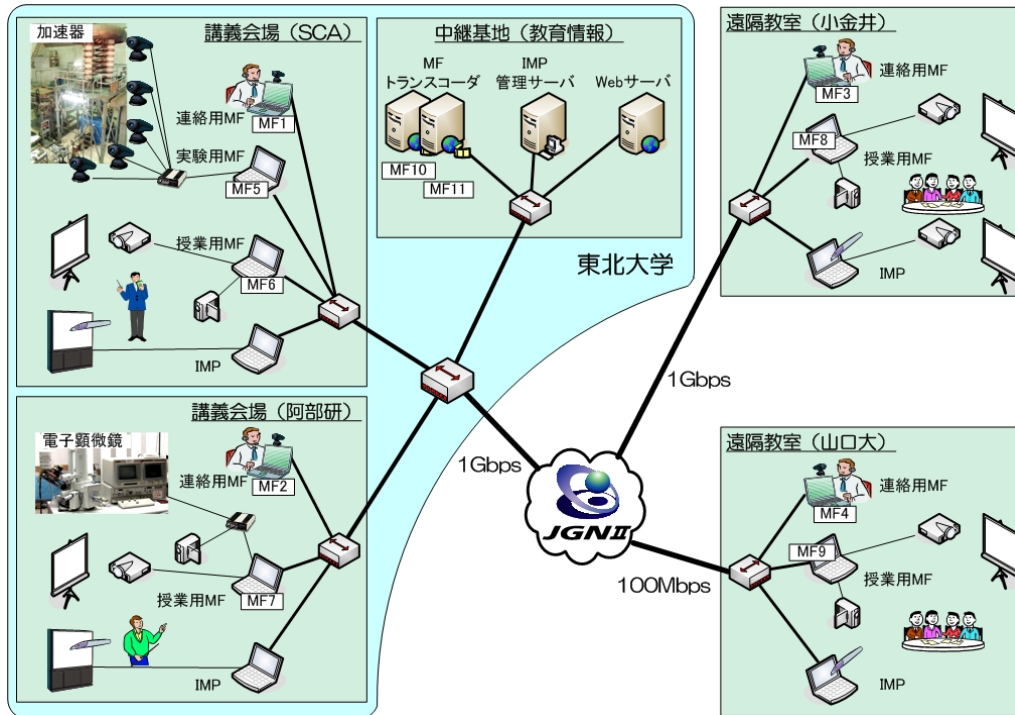 講義会場（SCA）
加速器
連絡用MF
MF1
実験用MF
MF5
授業用MF
MF6
IMP
中継基地（教育情報）
MF
トランスコーダ
IMP
管理サーバ
Webサーバ
MF10
MF11
東北大学
講義会場（阿部研）
電子顕微鏡
連絡用MF
MF2
授業用MF
MF7
IMP
1Gbps
JGNII
1Gbps
100Mbps
遠隔教室（小金井）
連絡用MF
MF3
MF8
授業用MF
IMP
遠隔教室（山口大）
連絡用MF
MF4
MF9
授業用MF
IMP